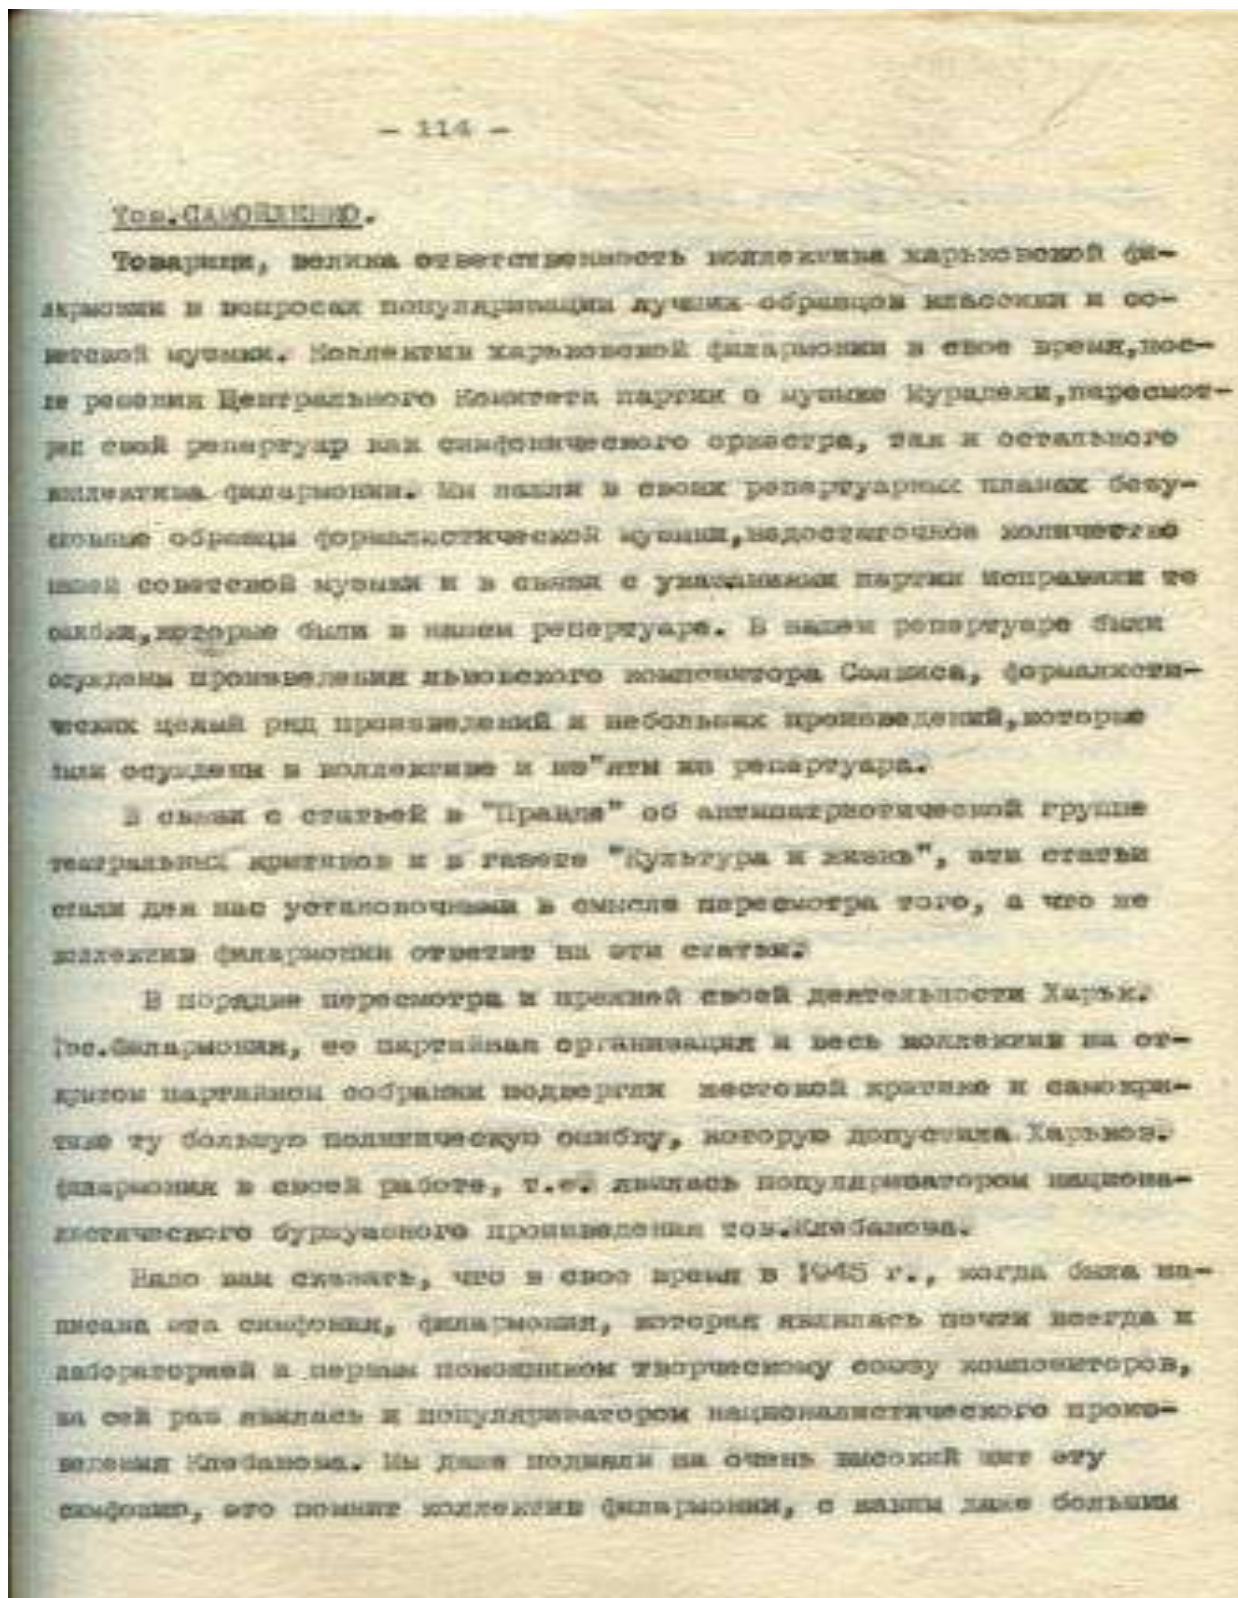 - 114 -
Тов.САМОЙЛЕНКО.
Товарищи, велика ответственность коллектива харьковской фи-
лармонии в вопросах популяризации лучших образцов классики и со-
ветской музыки. Коллектив харьковской филармонии в свое время,пос-
ле решения Центрального Комитета партии о музыке Мурадели,пересмот-
рел свой репертуар как симфонического оркестра, так и остального
коллектива филармонии. Мы нашли в своих репертуарных планах безу-
словные образцы формалистической музыки,недостаточное количество
нашей советской музыки и в связи с указаниями партии исправили те
ошибки,которые были в нашем репертуаре. В нашем репертуаре были
осуждены произведения львовского композитора Солтиса, формалисти-
ческих целый ряд произведений и небольших произведений,которые
были осуждены в коллективе и из"яты из репертуара.
В связи с статьей в "Правде" об антипатриотической группе
театральных критиков и в газете "Культура и жизнь", эти статьи
стали для нас установочными в смысле пересмотра того, а что же
коллектив филармонии ответит на эти статьи.
В порядке пересмотра и прежней своей деятельности Харьк.
Гос.Филармонии, ее партийная организация и весь коллектив на от-
крытом партийном собрании подвергли жестокой критике и самокри-
тике ту большую политическую ошибку, которую допустила Харьков.
филармония в своей работе, т.е. явилась популяризатором национа-
листического буржуазного произведения тов.Клебанова.
Надо вам сказать, что в свое время в 1945 г., когда была на-
писана эта симфония, филармония, которая являлась почти всегда и
лабораторией и первым помощником творческому союзу композиторов,
на сей раз явилась и популяризатором националистического произ-
ведения Клебанова. Мы даже подняли на очень высокий щит эту
симфонию, это помнит коллектив филармонии, с каким даже большим